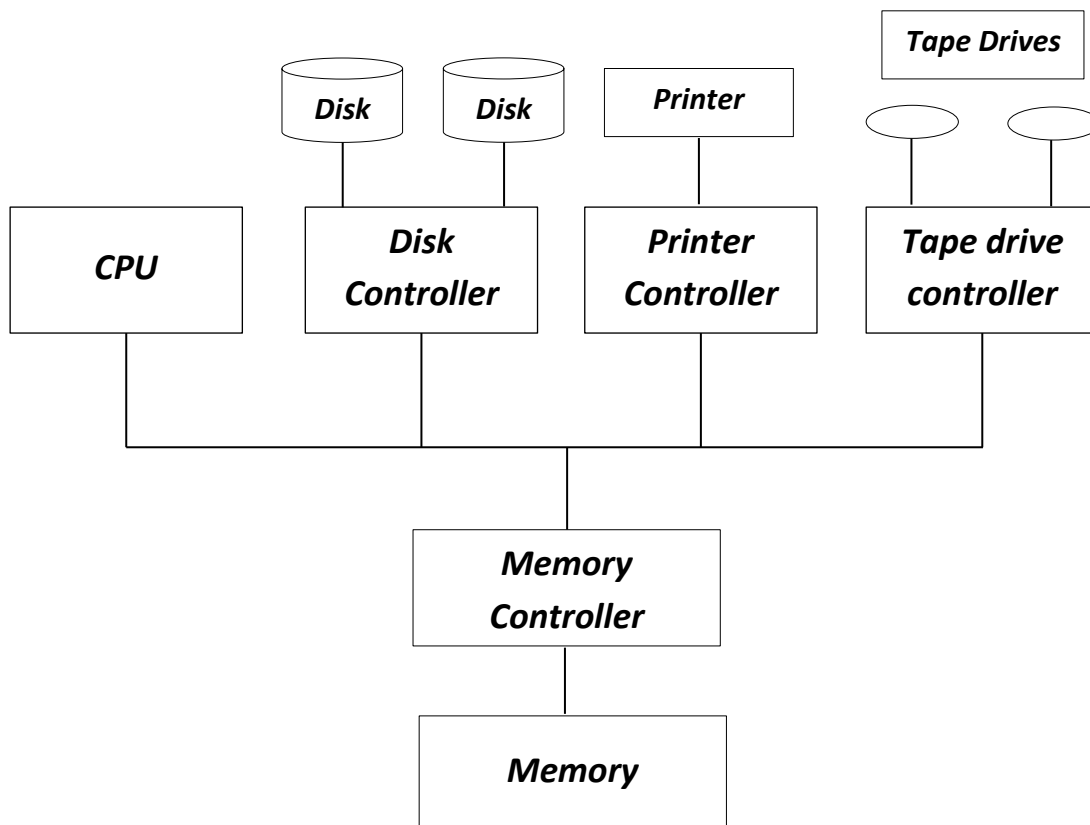 Tape Drives
Disk
Disk
Printer
CPU
Disk
Controller
Printer
Controller
Tape drive
controller
Memory
Controller
Memory